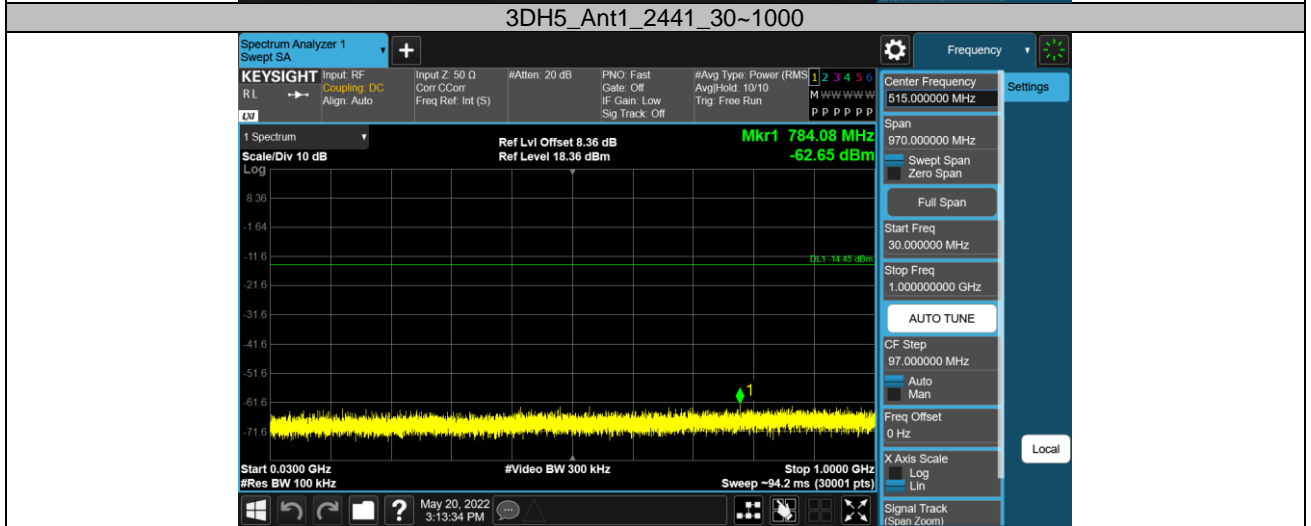 3DH5_Ant1_2441_30~1000
Spectrum Analyzer 1
Swept SA
Frequency
KEYSIGHT
RL
LXI
Input: RF
Coupling: DC
Align: Auto
Input Z: 50 Ω
Corr CCorr
Freq Ref: Int (S)
#Atten: 20 dB
PNO: Fast
Gate: Off
IF Gain: Low
Sig Track: Off
#Avg Type: Power (RMS
Avg|Hold: 10/10
Trig: Free Run
1 2 3 4 5 6
M W W W W W
P P P P P P
1 Spectrum
Scale/Div 10 dB
Log
Ref Lvl Offset 8.36 dB
Ref Level 18.36 dBm
Mkr1 784.08 MHz
-62.65 dBm
8.36
-1.64
-11.6
DL1 -14.45 dBm
-21.6
-31.6
-41.6
-51.6
-61.6
-71.6
1
Start 0.0300 GHz
#Res BW 100 kHz
#Video BW 300 kHz
Stop 1.0000 GHz
Sweep ~94.2 ms (30001 pts)
Center Frequency
515.000000 MHz
Settings
Span
970.000000 MHz
Swept Span
Zero Span
Full Span
Start Freq
30.000000 MHz
Stop Freq
1.000000000 GHz
AUTO TUNE
CF Step
97.000000 MHz
Auto
Man
Freq Offset
0 Hz
X Axis Scale
Log
Lin
Local
Signal Track
(Span Zoom)
?
May 20, 2022
3:13:34 PM